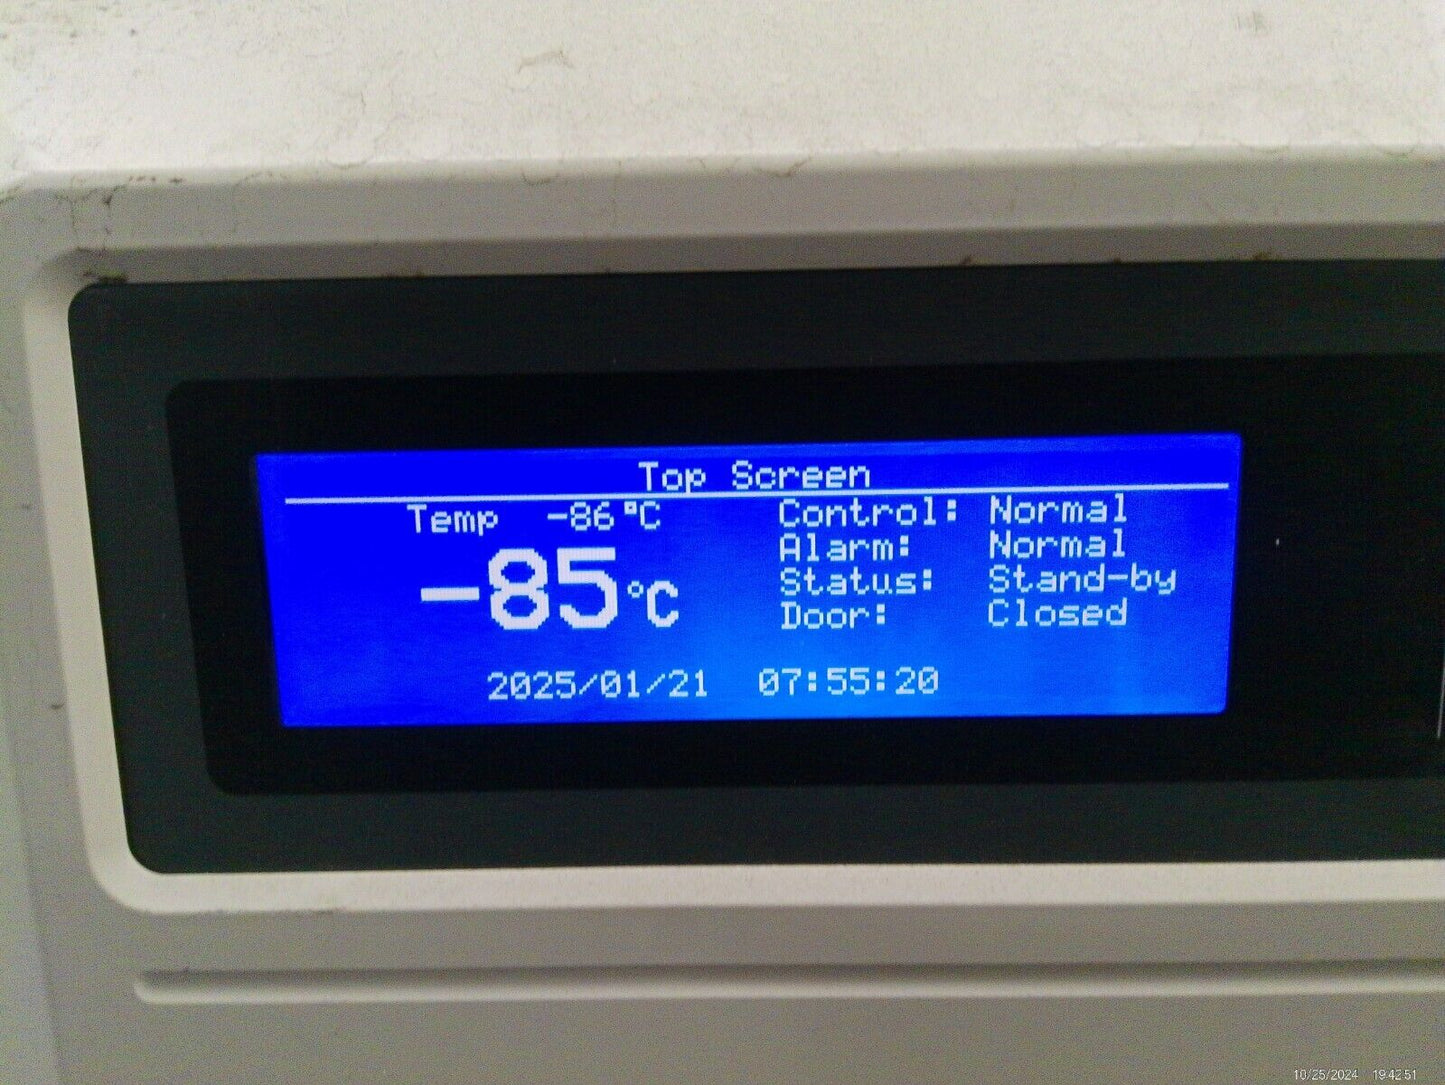 Top Screen
Temp -86°C
-85°C
Control: Normal
Alarm: Normal
Status: Stand-by
Door: Closed
2025/01/21 07:55:20
10/25/2024 19:42:51